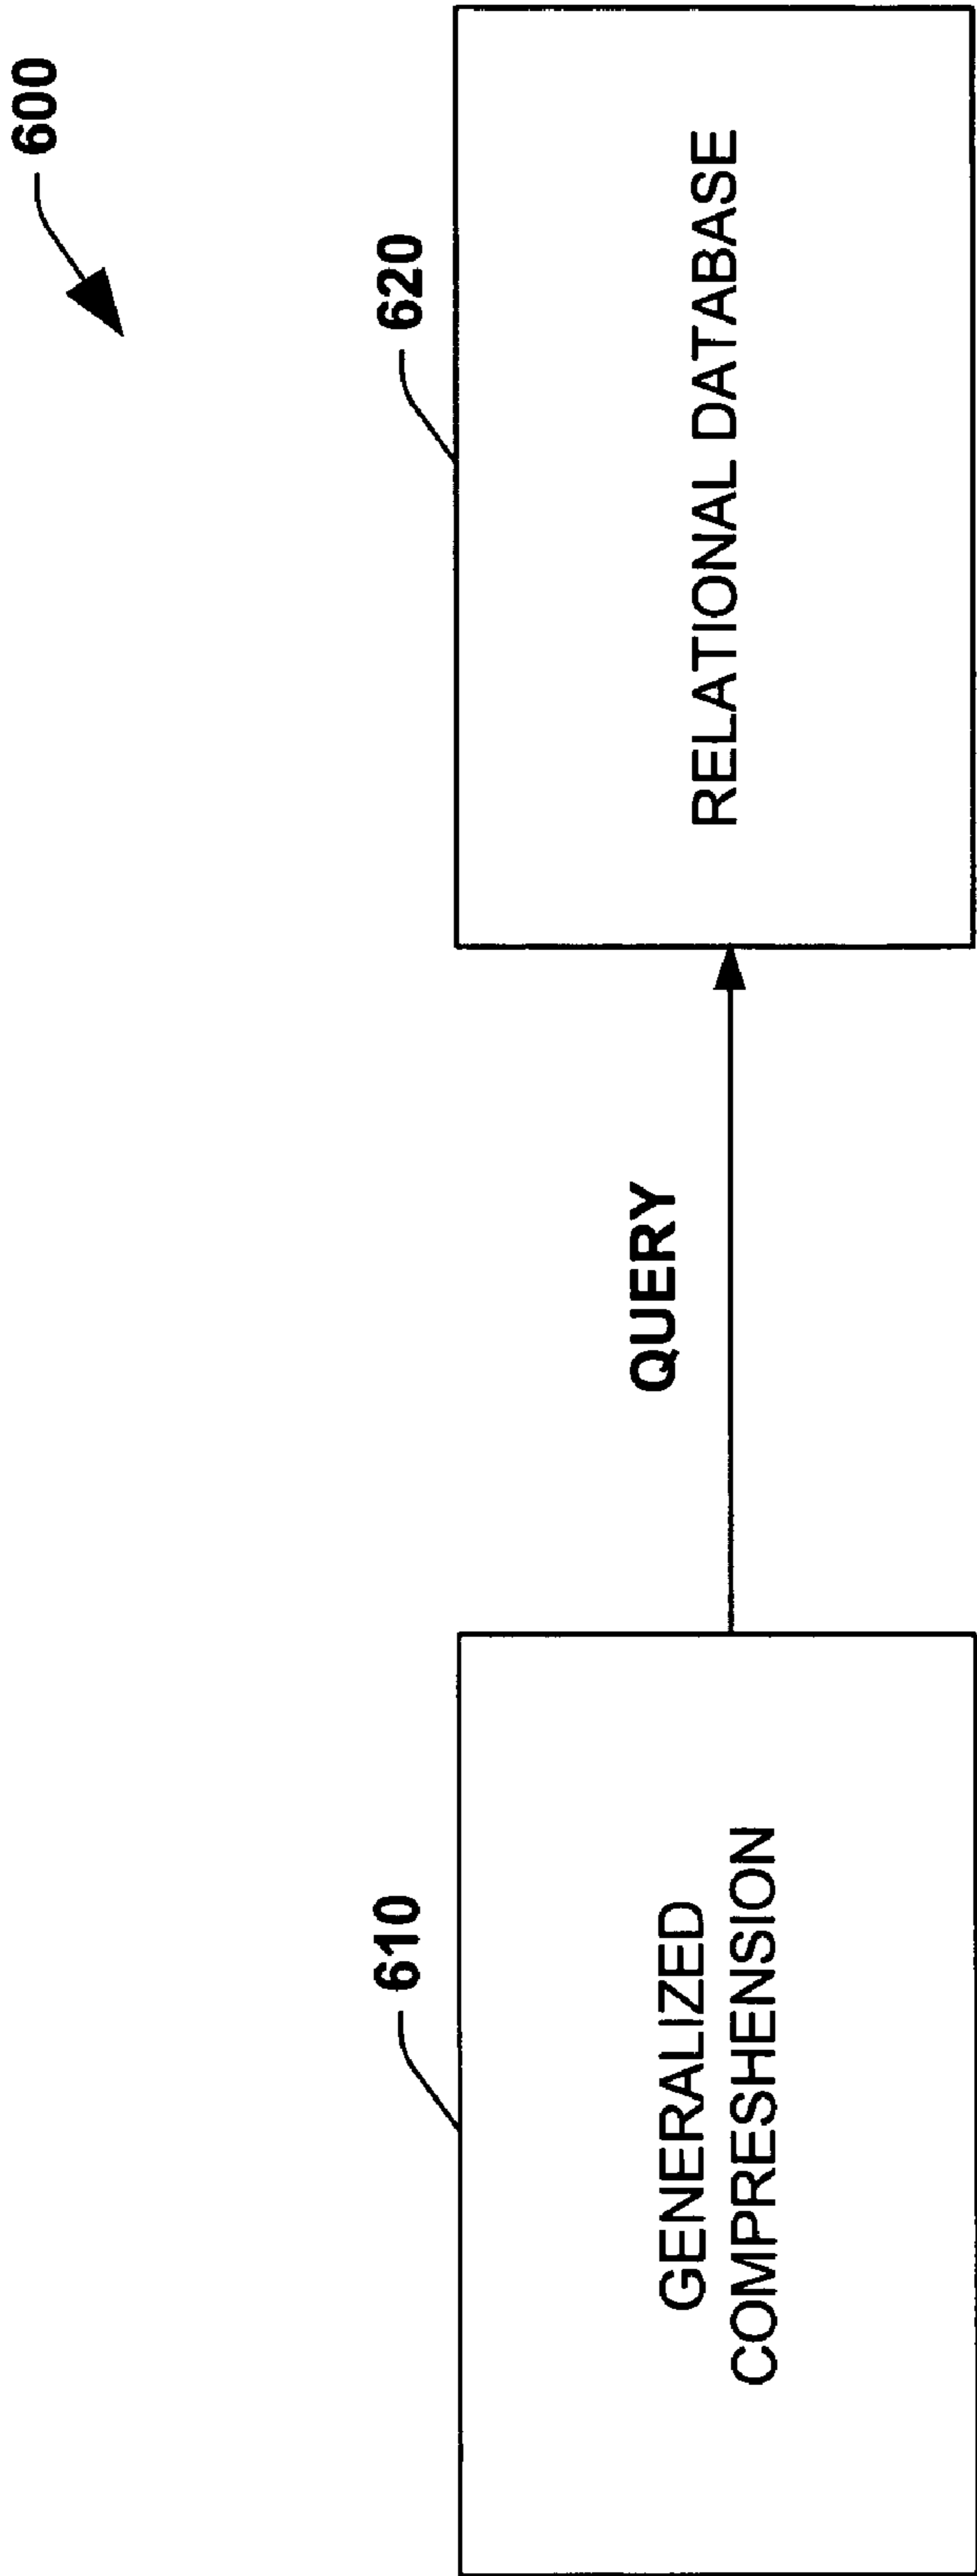 600
610
GENERALIZED
COMPRESHENSION
QUERY
620
RELATIONAL DATABASE